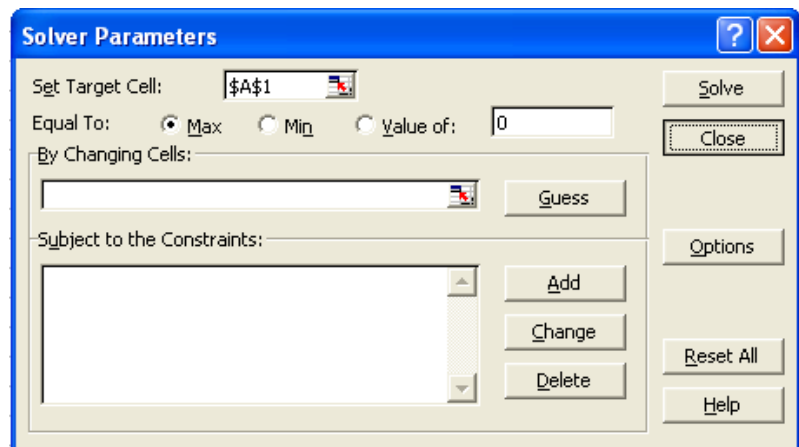 Solver Parameters
?
Set Target Cell: $A$1 Solve
Equal To: Max Min Value of: 0 Close
By Changing Cells:
Guess
Subject to the Constraints: Options
Add
Change
Reset All
Delete
Help